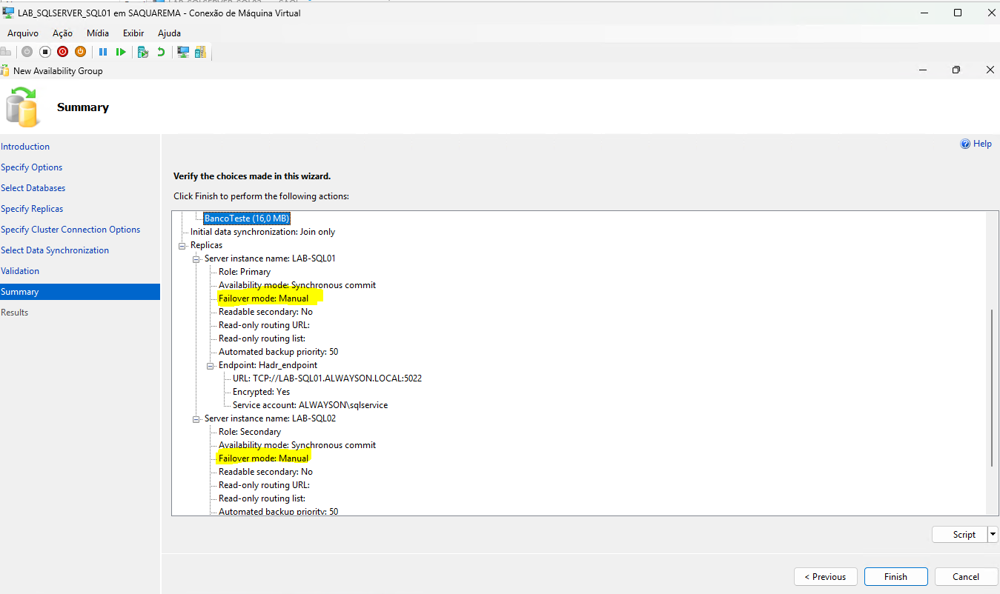 LAB_SQLSERVER_SQL01 em SAQUAREMA - Conexão de Máquina Virtual
Arquivo Ação Mídia Exibir Ajuda
New Availability Group
Summary
Introduction
Specify Options
Select Databases
Specify Replicas
Specify Cluster Connection Options
Select Data Synchronization
Validation
Summary
Results
Help
Verify the choices made in this wizard.
Click Finish to perform the following actions:
BancoTeste (16,0 MB)
Initial data synchronization: Join only
Replicas
Server instance name: LAB-SQL01
Role: Primary
Availability mode: Synchronous commit
Failover mode: Manual
Readable secondary: No
Read-only routing URL:
Read-only routing list:
Automated backup priority: 50
Endpoint: Hadr_endpoint
URL: TCP://LAB-SQL01.ALWAYSON.LOCAL:5022
Encrypted: Yes
Service account: ALWAYSON\sqlservice
Server instance name: LAB-SQL02
Role: Secondary
Availability mode: Synchronous commit
Failover mode: Manual
Readable secondary: No
Read-only routing URL:
Read-only routing list:
Automated backup priority: 50
Script
< Previous Finish Cancel